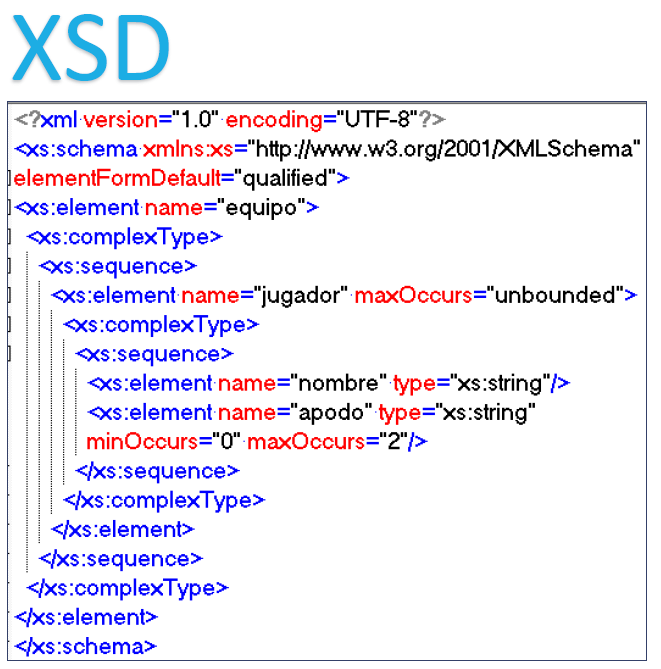 XSD
<?xml version="1.0" encoding="UTF-8"?>
<xs:schema xmlns:xs="http://www.w3.org/2001/XMLSchema"
elementFormDefault="qualified">
<xs:element name="equipo">
<xs:complexType>
<xs:sequence>
<xs:element name="jugador" maxOccurs="unbounded">
<xs:complexType>
<xs:sequence>
<xs:element name="nombre" type="xs:string"/>
<xs:element name="apodo" type="xs:string"
minOccurs="0" maxOccurs="2"/>
</xs:sequence>
</xs:complexType>
</xs:element>
</xs:sequence>
</xs:complexType>
</xs:element>
</xs:schema>